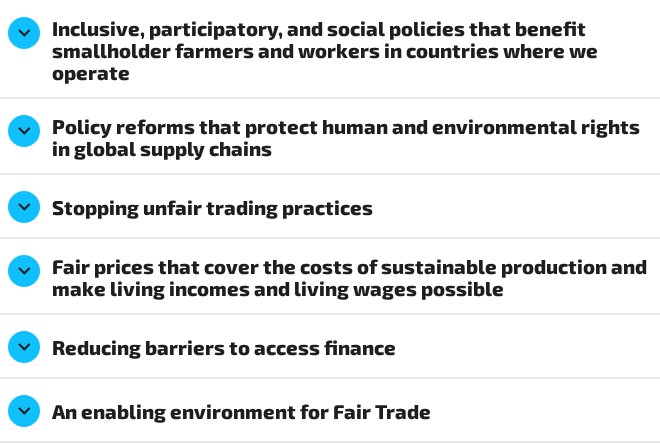 Inclusive, participatory, and social policies that benefit
smallholder farmers and workers in countries where we
operate
Policy reforms that protect human and environmental rights
in global supply chains
Stopping unfair trading practices
Fair prices that cover the costs of sustainable production and
make living incomes and living wages possible
Reducing barriers to access finance
An enabling environment for Fair Trade